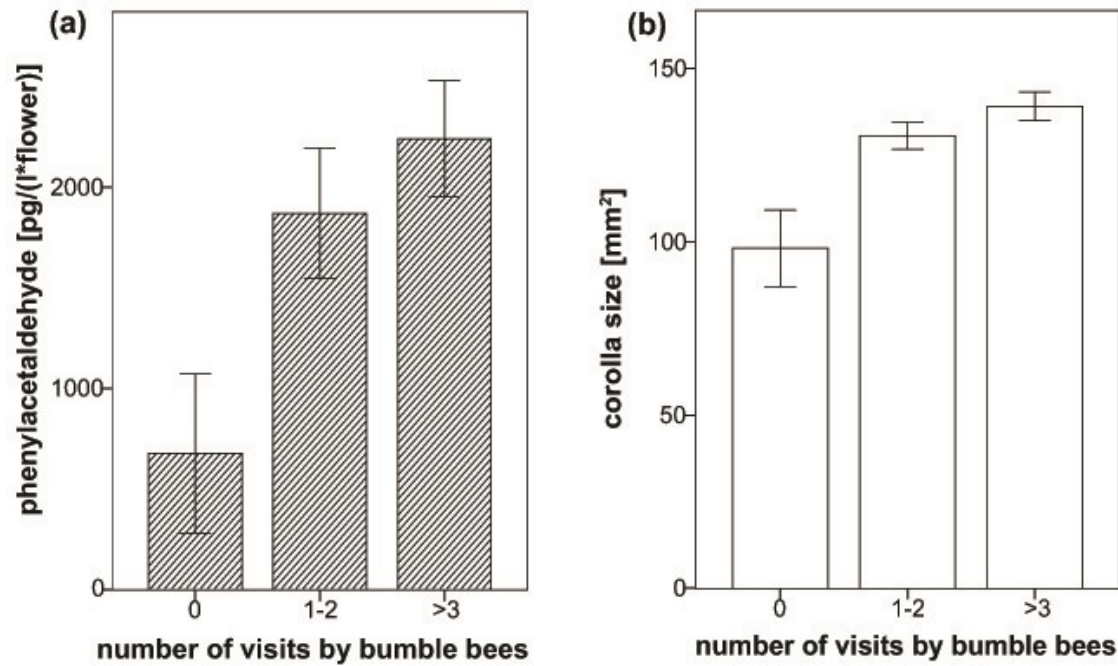 (a)
phenylacetaldehyde [pg/(l*flower)]
2000
1000
0
0 1-2 >3
number of visits by bumble bees
(b)
corolla size [mm²]
150
100
50
0
0 1-2 >3
number of visits by bumble bees